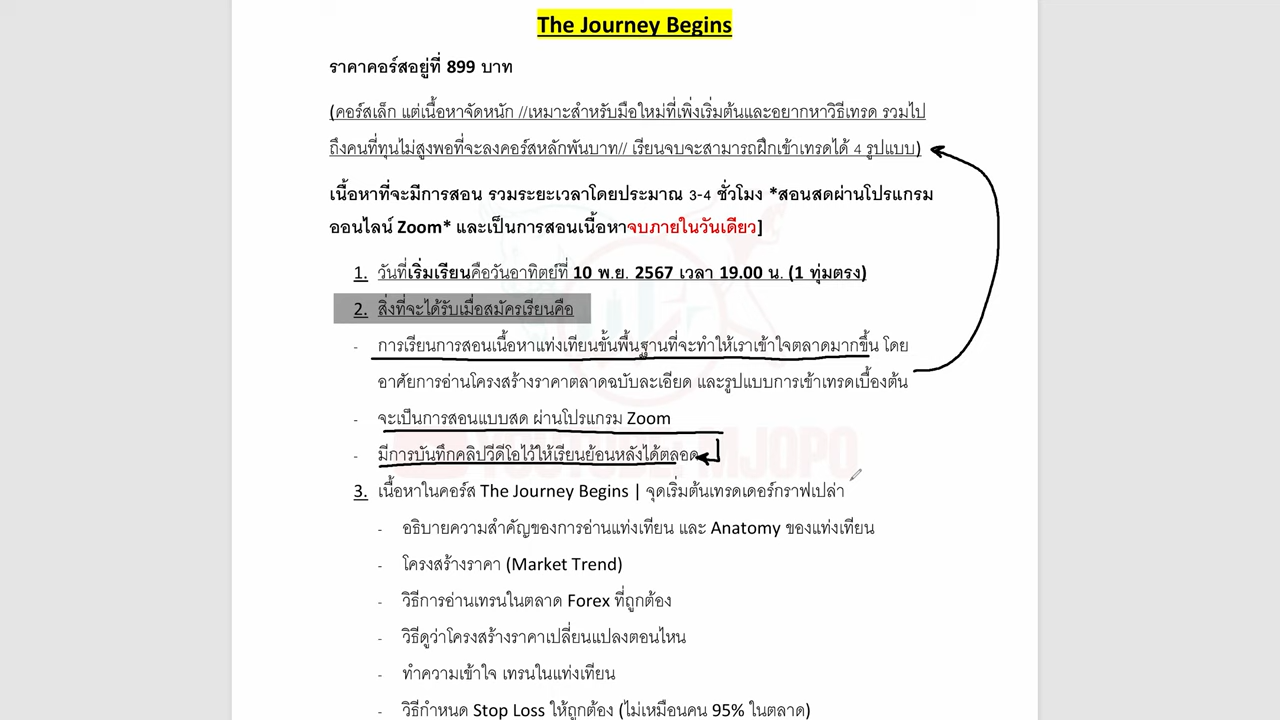 The Journey Begins
ราคาคอร์สอยู่ที่ 899 บาท
(คอร์สเล็ก แต่เนื้อหาจัดหนัก //เหมาะสำหรับมือใหม่ที่เพิ่งเริ่มต้นและอยากหาวิธีเทรด รวมไป
ถึงคนที่ทุนไม่สูงพอที่จะลงคอร์สหลักพันบาท// เรียนจบจะสามารถฝึกเข้าเทรดได้ 4 รูปแบบ)
เนื้อหาที่จะมีการสอน รวมระยะเวลาโดยประมาณ 3-4 ชั่วโมง *สอนสดผ่านโปรแกรม
ออนไลน์ Zoom* และเป็นการสอนเนื้อหาจบภายในวันเดียว]
1. วันที่เริ่มเรียนคือวันอาทิตย์ที่ 10 พ.ย. 2567 เวลา 19.00 น. (1 ทุ่มตรง)
2. สิ่งที่จะได้รับเมื่อสมัครเรียนคือ
- การเรียนการสอนเนื้อหาแท่งเทียนขั้นพื้นฐานที่จะทำให้เราเข้าใจตลาดมากขึ้น โดย
อาศัยการอ่านโครงสร้างราคาตลาดฉบับละเอียด และรูปแบบการเข้าเทรดเบื้องต้น
- จะเป็นการสอนแบบสด ผ่านโปรแกรม Zoom
- มีการบันทึกคลิปวีดีโอไว้ให้เรียนย้อนหลังได้ตลอด
3. เนื้อหาในคอร์ส The Journey Begins | จุดเริ่มต้นเทรดเดอร์กราฟเปล่า
- อธิบายความสำคัญของการอ่านแท่งเทียน และ Anatomy ของแท่งเทียน
- โครงสร้างราคา (Market Trend)
- วิธีการอ่านเทรนในตลาด Forex ที่ถูกต้อง
- วิธีดูว่าโครงสร้างราคาเปลี่ยนแปลงตอนไหน
- ทำความเข้าใจ เทรนในแท่งเทียน
- วิธีกำหนด Stop Loss ให้ถูกต้อง (ไม่เหมือนคน 95% ในตลาด)